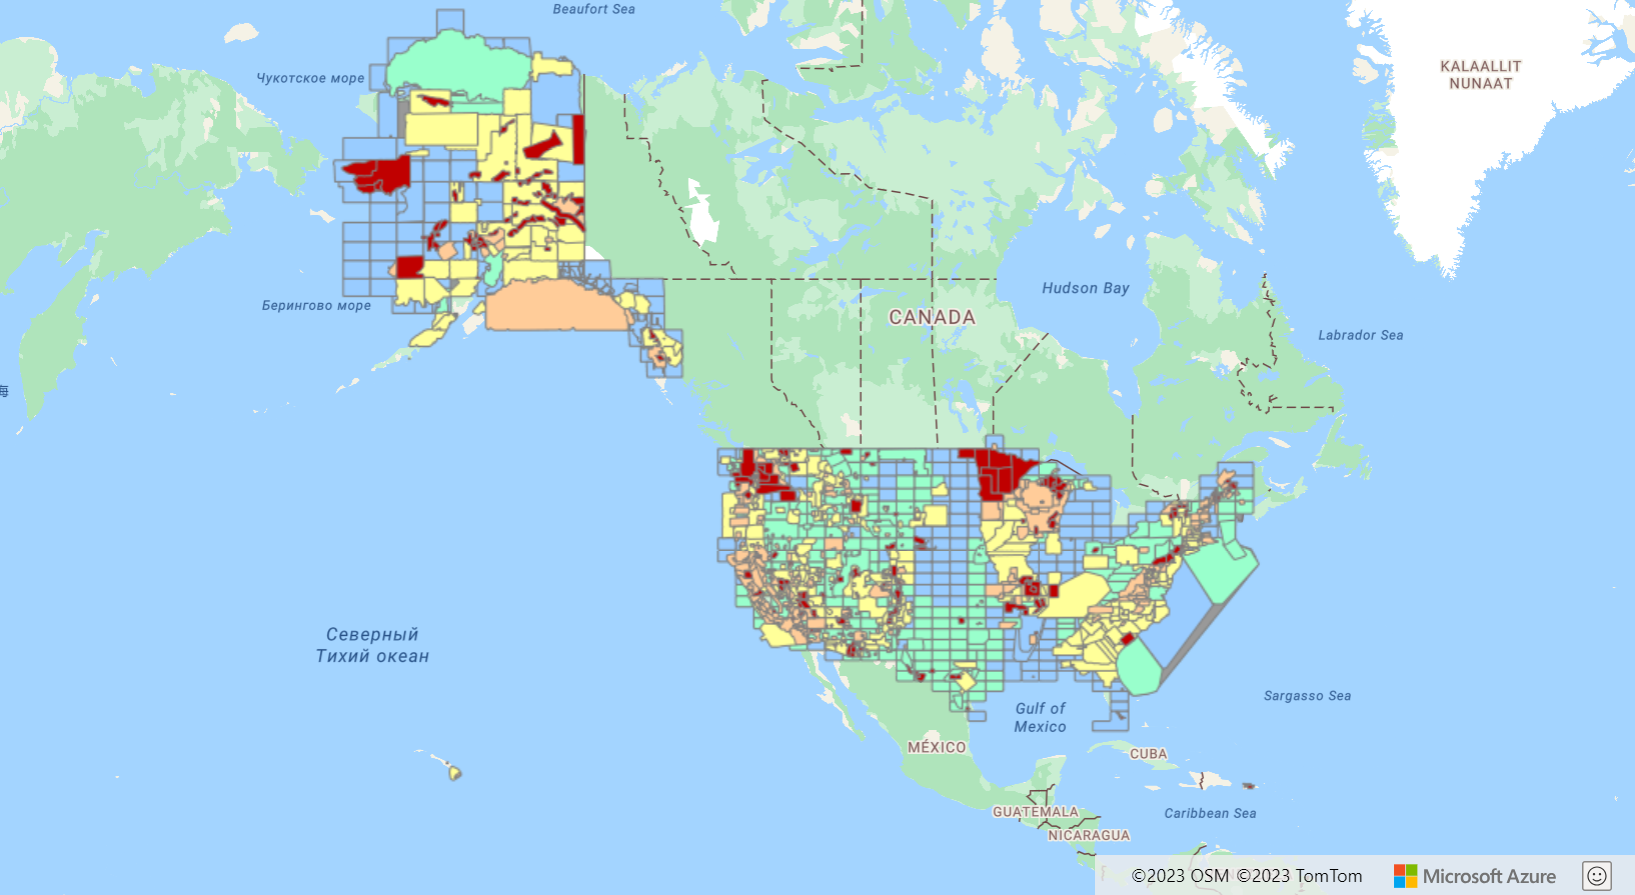 Beaufort Sea
Чукотское море
KALAALLIT
NUNAAT
Hudson Bay
Берингово море
CANADA
Labrador Sea
海
Северный
Тихий океан
Sargasso Sea
Gulf of
Mexico
MÉXICO
CUBA
GUATEMALA
Caribbean Sea
NICARAGUA
©2023 OSM ©2023 TomTom
Microsoft Azure